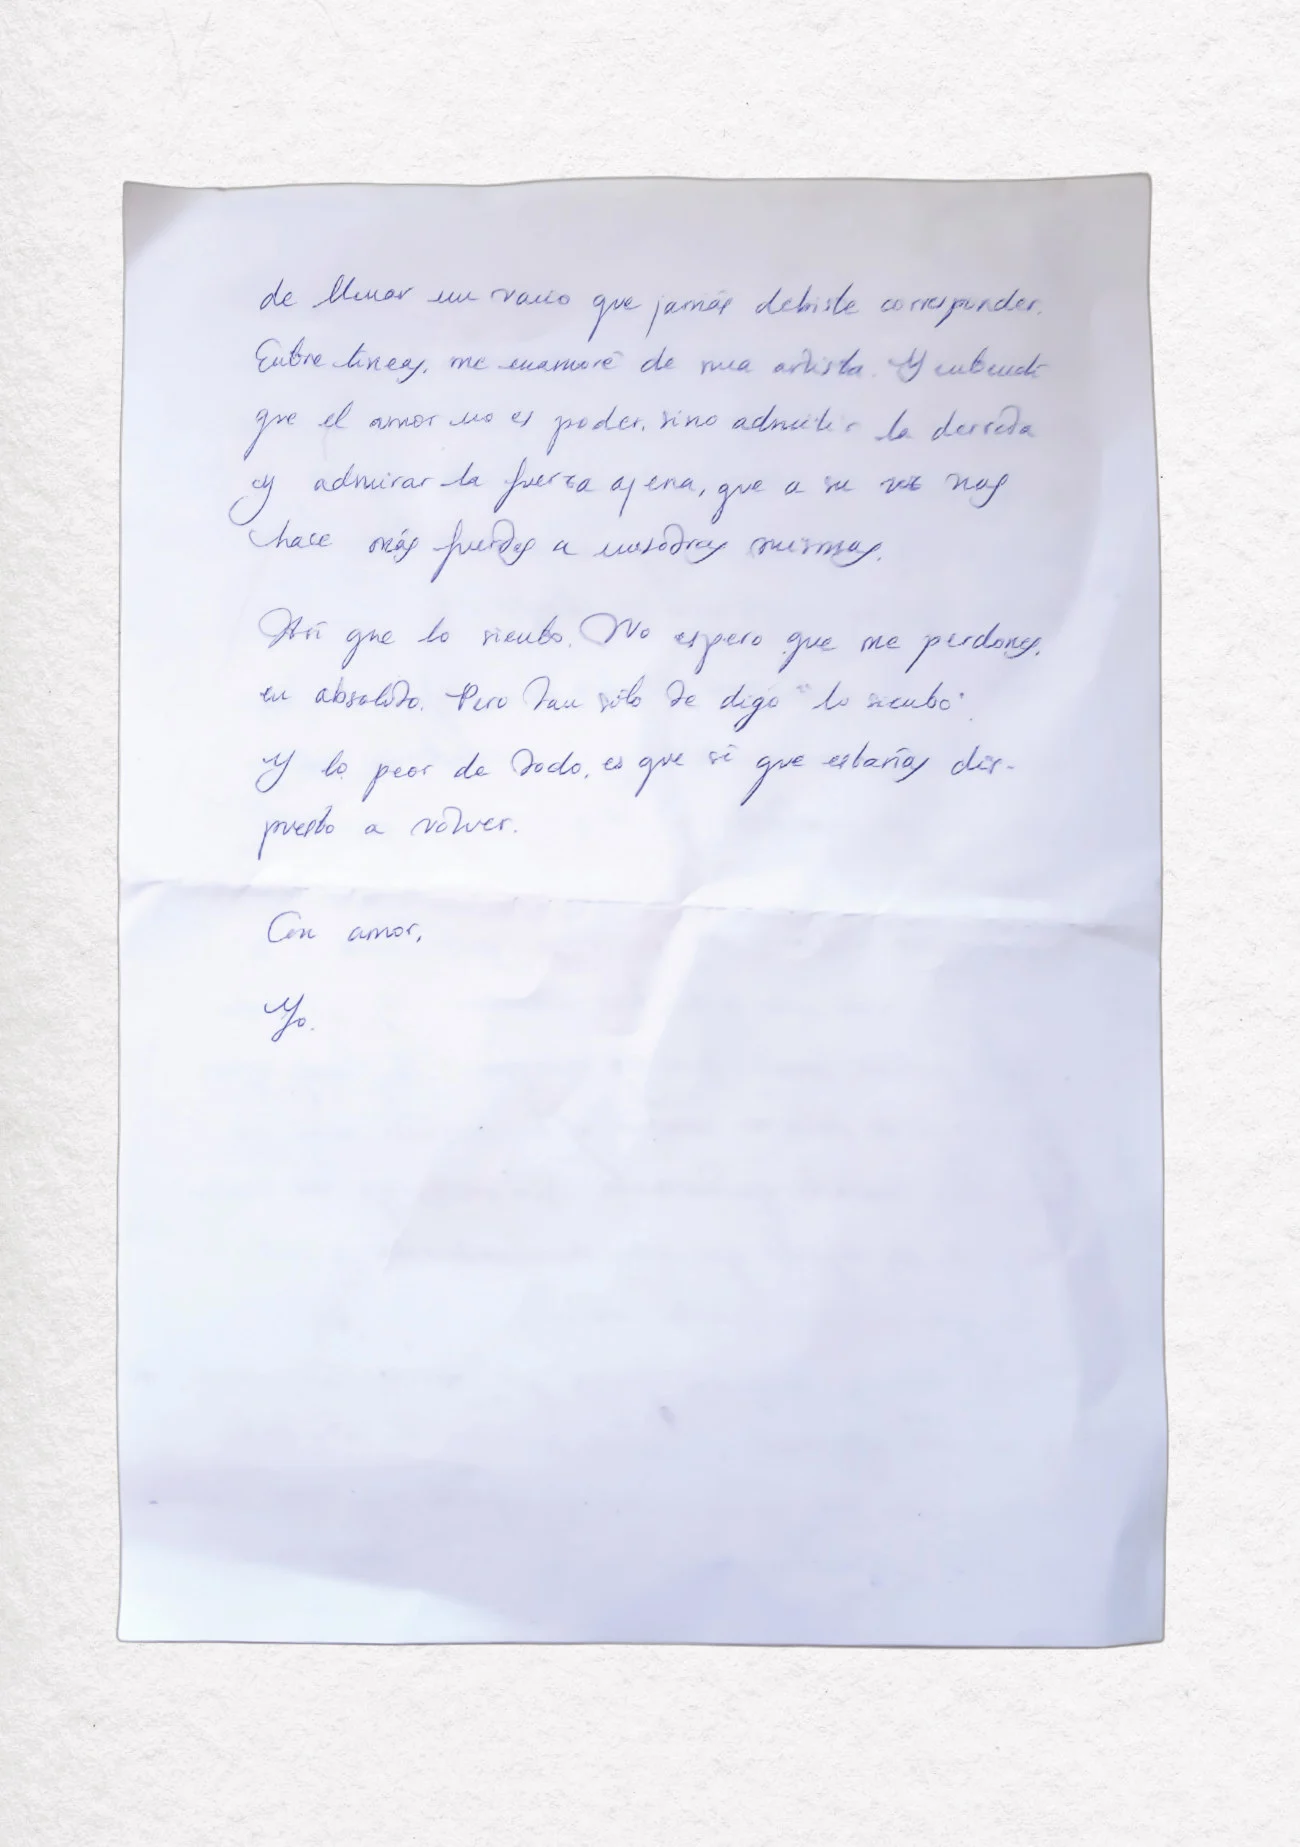 de llenar un vacío que jamás debiste corresponder.
Entre líneas, me enamoré de una artista. Y entendí
que el amor no es poder, sino admitir la derrota
y admirar la fuerza ajena, que a su vez nos
hace más fuertes a nosotras mismas.
Así que lo siento. No espero que me perdones,
en absoluto. Pero tan sólo te digo "lo siento".
Y lo peor de todo, es que sé que estarías dis-
puesto a volver.
Con amor,
Yo.